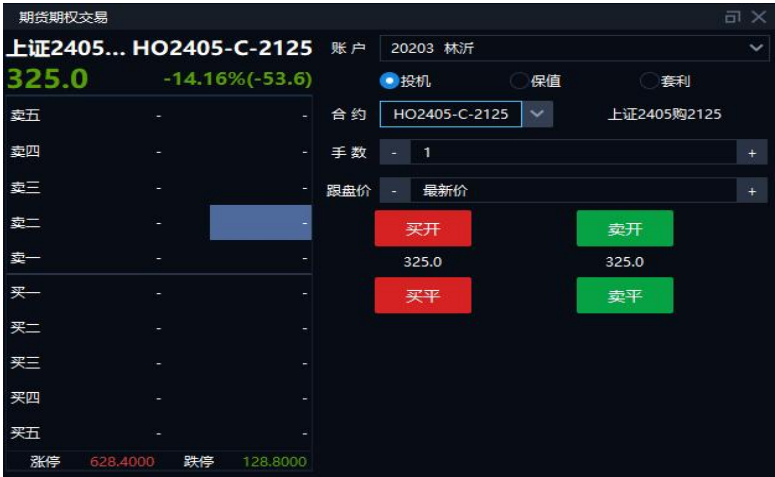 期货期权交易
上证2405... HO2405-C-2125
325.0 -14.16%(-53.6)
卖五 - -
卖四 - -
卖三 - -
卖二 - -
卖一 - -
买一 - -
买二 - -
买三 - -
买四 - -
买五 - -
涨停 628.4000 跌停 128.8000
账户 20203 林沂
投机 保值 套利
合约 HO2405-C-2125 上证2405购2125
手数 - 1 +
跟盘价 - 最新价 +
买开 卖开
325.0 325.0
买平 卖平